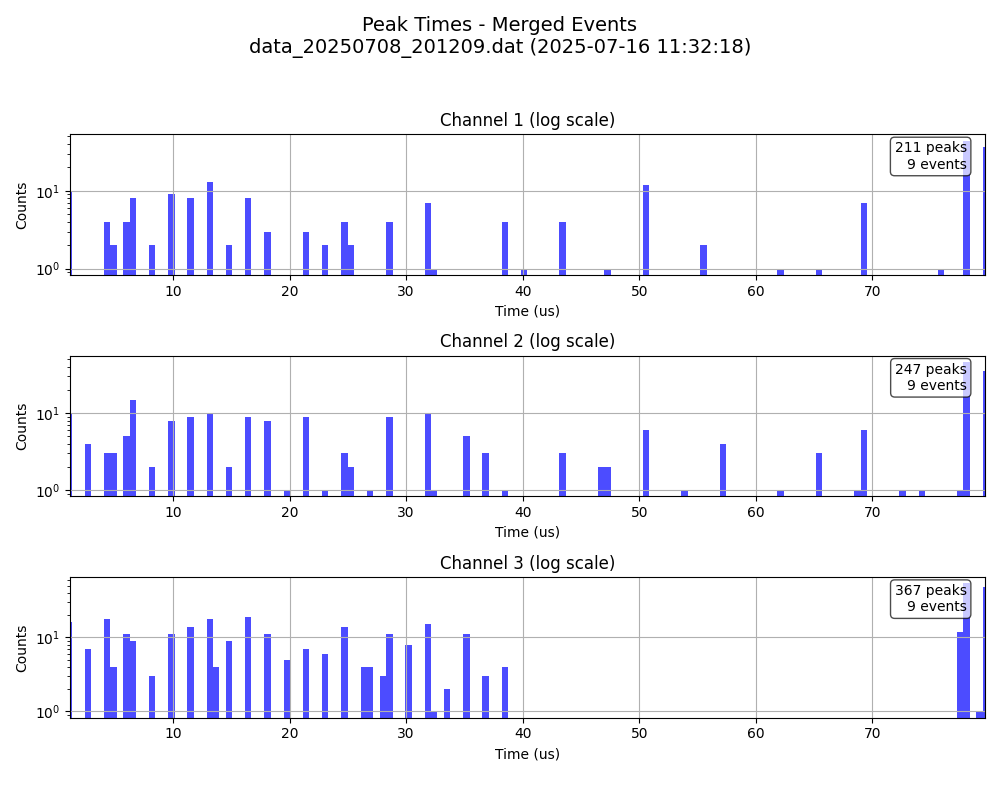 Peak Times - Merged Events
data_20250708_201209.dat (2025-07-16 11:32:18)
Channel 1 (log scale)
211 peaks
9 events
Counts
10¹
10⁰
10 20 30 40 50 60 70
Time (us)
Channel 2 (log scale)
247 peaks
9 events
Counts
10¹
10⁰
10 20 30 40 50 60 70
Time (us)
Channel 3 (log scale)
367 peaks
9 events
Counts
10¹
10⁰
10 20 30 40 50 60 70
Time (us)